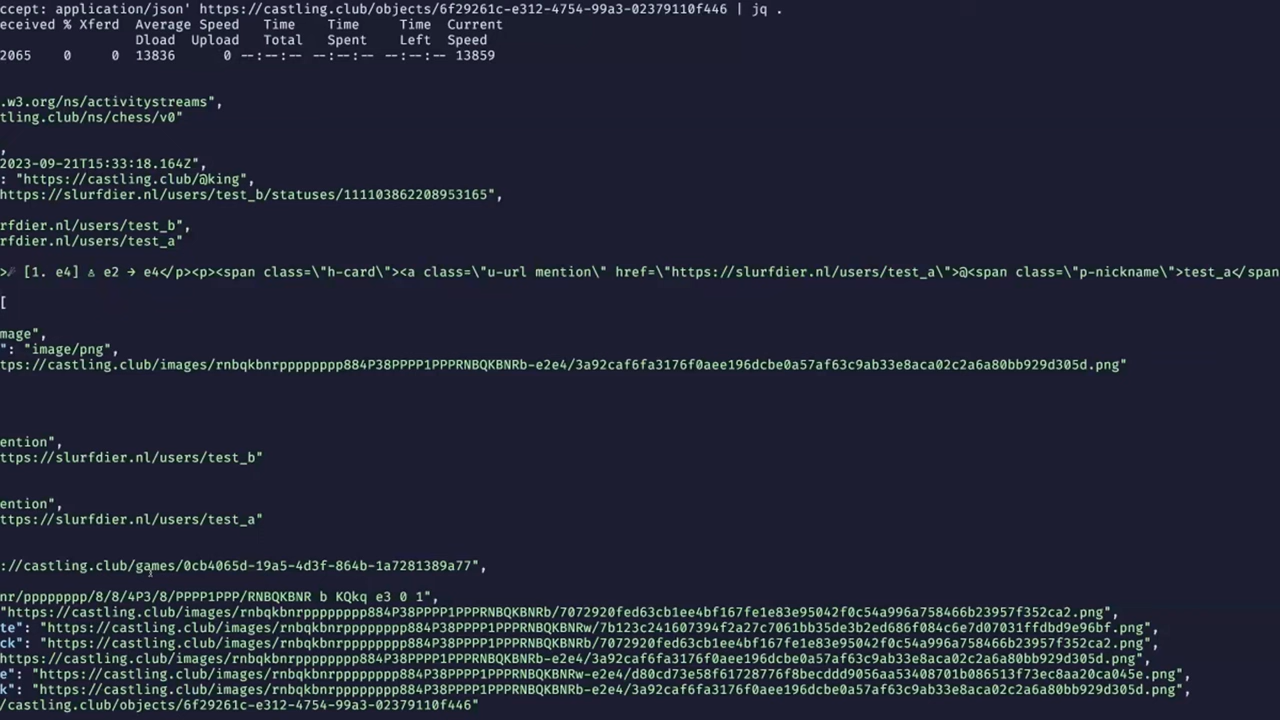 ccept: application/json' https://castling.club/objects/6f29261c-e312-4754-99a3-02379110f446 | jq .
eceived % Xferd  Average Speed   Time    Time     Time  Current
Dload  Upload   Total   Spent    Left  Speed
2065    0     0  13836      0 --:--:-- --:--:-- --:--:-- 13859
.w3.org/ns/activitystreams",
tling.club/ns/chess/v0"
,
2023-09-21T15:33:18.164Z",
: "https://castling.club/@king",
https://slurfdier.nl/users/test_b/statuses/111103862208953165",
rfdier.nl/users/test_b",
rfdier.nl/users/test_a"
[1. e4] ♙ e2 → e4</p><p><span class=\"h-card\"><a class=\"u-url mention\" href=\"https://slurfdier.nl/users/test_a\">@<span class=\"p-nickname\">test_a</span
[
mage",
": "image/png",
tps://castling.club/images/rnbqkbnrpppppppp884P38PPPP1PPPRNBQKBNRb-e2e4/3a92caf6fa3176f0aee196dcbe0a57af63c9ab33e8aca02c2a6a80bb929d305d.png"
ention",
ttps://slurfdier.nl/users/test_b"
ention",
ttps://slurfdier.nl/users/test_a"
://castling.club/games/0cb4065d-19a5-4d3f-864b-1a7281389a77",
nr/pppppppp/8/8/4P3/8/PPPP1PPP/RNBQKBNR b KQkq e3 0 1",
"https://castling.club/images/rnbqkbnrpppppppp884P38PPPP1PPPRNBQKBNRb/7072920fed63cb1ee4bf167fe1e83e95042f0c54a996a758466b23957f352ca2.png",
te": "https://castling.club/images/rnbqkbnrpppppppp884P38PPPP1PPPRNBQKBNRw/7b123c241607394f2a27c7061bb35de3b2ed686f084c6e7d07031ffdbd9e96bf.png",
ck": "https://castling.club/images/rnbqkbnrpppppppp884P38PPPP1PPPRNBQKBNRb/7072920fed63cb1ee4bf167fe1e83e95042f0c54a996a758466b23957f352ca2.png",
https://castling.club/images/rnbqkbnrpppppppp884P38PPPP1PPPRNBQKBNRb-e2e4/3a92caf6fa3176f0aee196dcbe0a57af63c9ab33e8aca02c2a6a80bb929d305d.png",
e": "https://castling.club/images/rnbqkbnrpppppppp884P38PPPP1PPPRNBQKBNRw-e2e4/d80cd73e58f61728776f8becddd9056aa53408701b086513f73ec8aa20ca045e.png",
k": "https://castling.club/images/rnbqkbnrpppppppp884P38PPPP1PPPRNBQKBNRb-e2e4/3a92caf6fa3176f0aee196dcbe0a57af63c9ab33e8aca02c2a6a80bb929d305d.png",
/castling.club/objects/6f29261c-e312-4754-99a3-02379110f446"